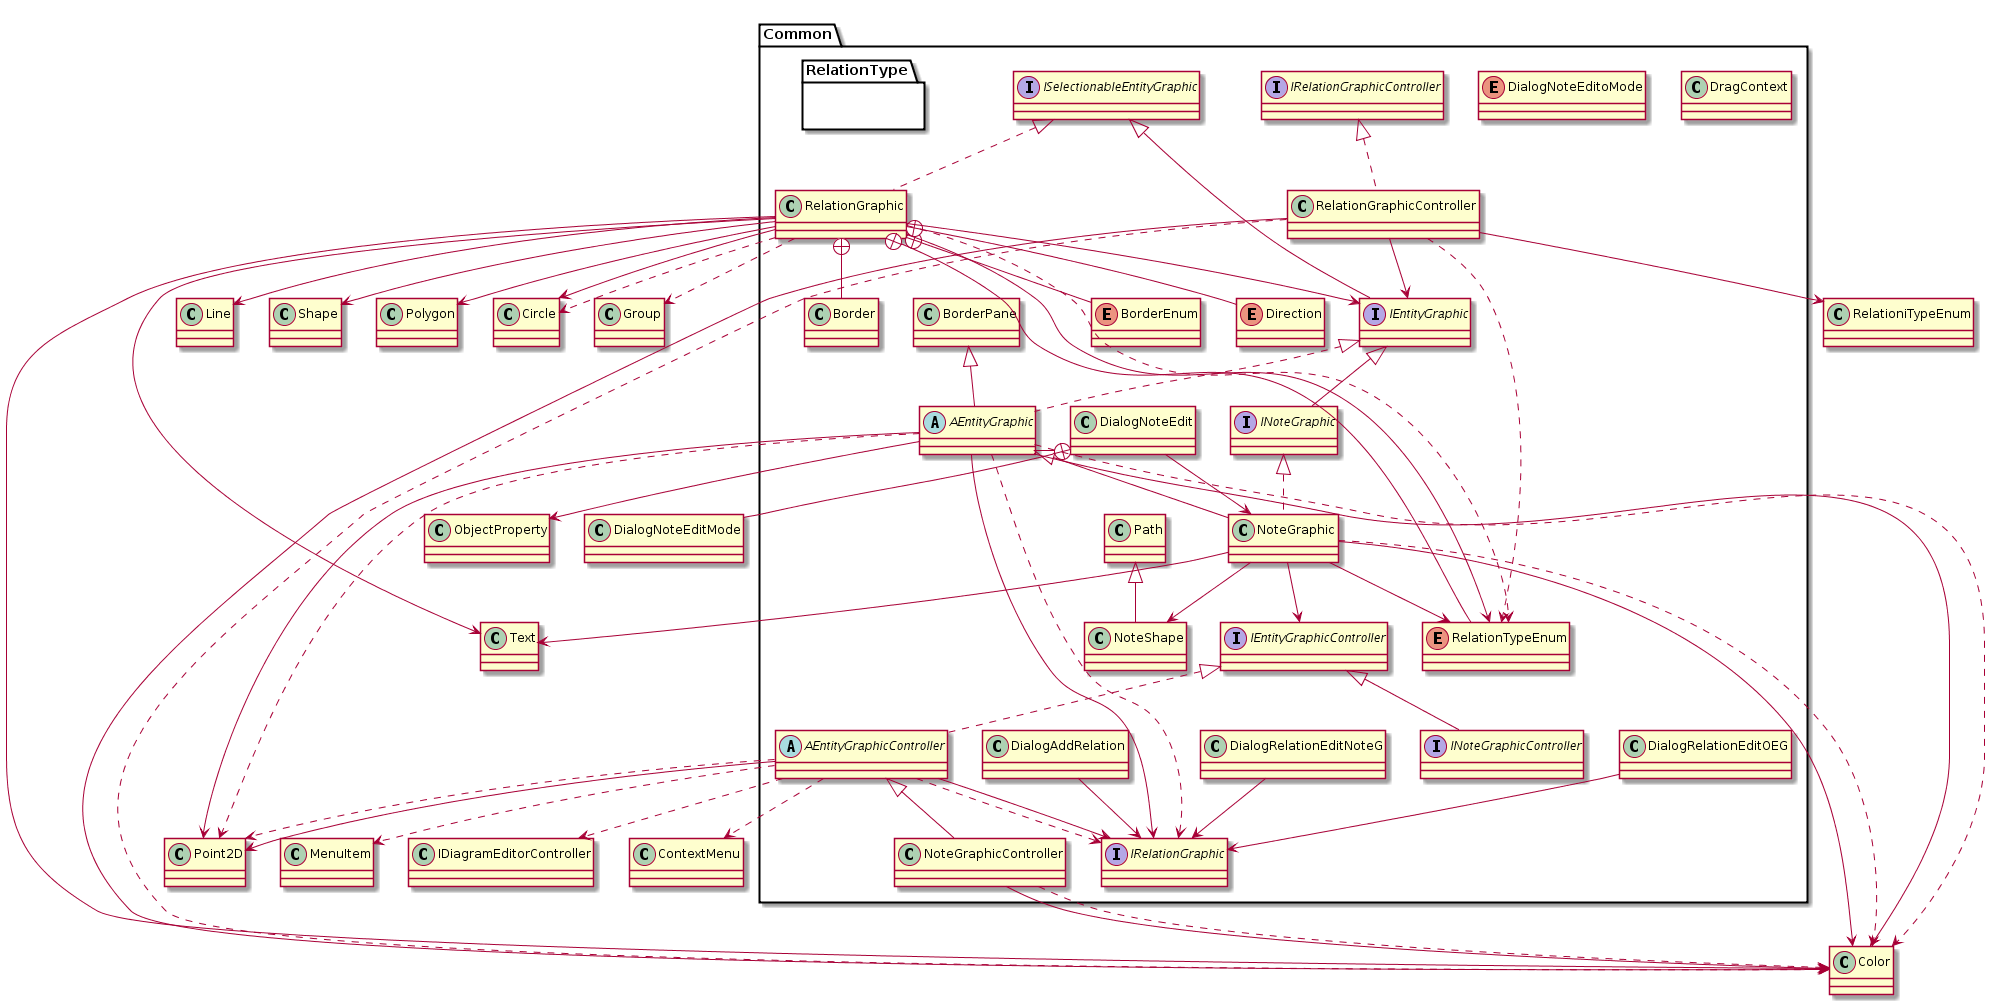 Common
RelationType
I ISelectionableEntityGraphic
I IRelationGraphicController
E DialogNoteEditoMode
C DragContext
C RelationGraphic
C RelationGraphicController
C Line
C Shape
C Polygon
C Circle
C Group
C Border
C BorderPane
E BorderEnum
E Direction
I IEntityGraphic
C RelationiTypeEnum
A AEntityGraphic
C DialogNoteEdit
I INoteGraphic
C ObjectProperty
C DialogNoteEditMode
C Path
C NoteGraphic
C Text
C NoteShape
I IEntityGraphicController
E RelationTypeEnum
A AEntityGraphicController
C DialogAddRelation
C DialogRelationEditNoteG
I INoteGraphicController
C DialogRelationEditOEG
C Point2D
C MenuItem
C IDiagramEditorController
C ContextMenu
C NoteGraphicController
I IRelationGraphic
C Color